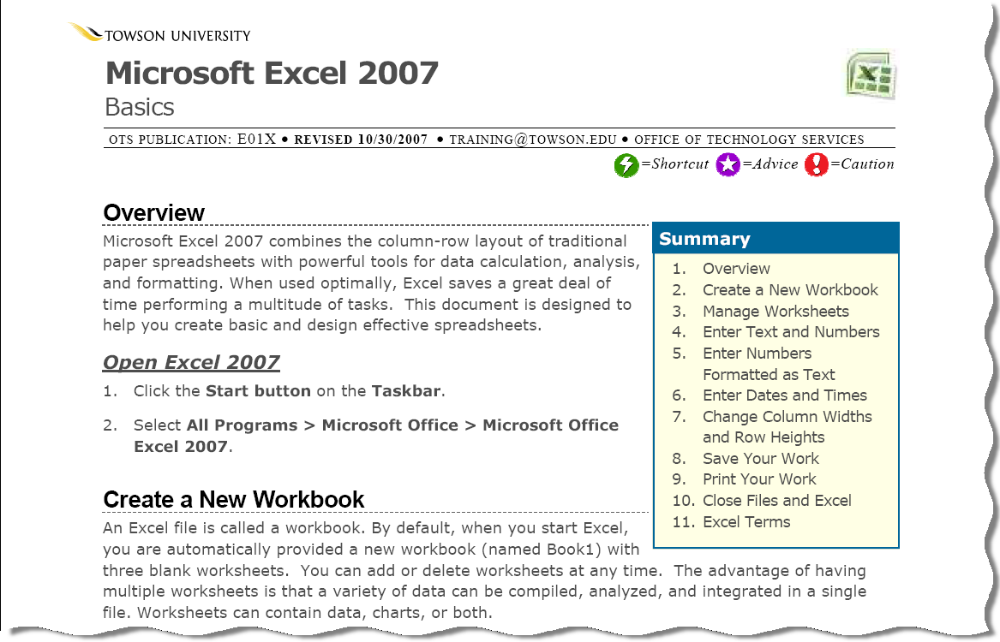 TOWSON UNIVERSITY
Microsoft Excel 2007
Basics
OTS PUBLICATION: E01X ● REVISED 10/30/2007 ● TRAINING@TOWSON.EDU ● OFFICE OF TECHNOLOGY SERVICES
=Shortcut =Advice =Caution
Overview
Microsoft Excel 2007 combines the column-row layout of traditional
paper spreadsheets with powerful tools for data calculation, analysis,
and formatting. When used optimally, Excel saves a great deal of
time performing a multitude of tasks.  This document is designed to
help you create basic and design effective spreadsheets.
Open Excel 2007
1. Click the Start button on the Taskbar.
2. Select All Programs > Microsoft Office > Microsoft Office
Excel 2007.
Summary
1. Overview
2. Create a New Workbook
3. Manage Worksheets
4. Enter Text and Numbers
5. Enter Numbers
Formatted as Text
6. Enter Dates and Times
7. Change Column Widths
and Row Heights
8. Save Your Work
9. Print Your Work
10. Close Files and Excel
11. Excel Terms
Create a New Workbook
An Excel file is called a workbook. By default, when you start Excel,
you are automatically provided a new workbook (named Book1) with
three blank worksheets.  You can add or delete worksheets at any time.  The advantage of having
multiple worksheets is that a variety of data can be compiled, analyzed, and integrated in a single
file. Worksheets can contain data, charts, or both.